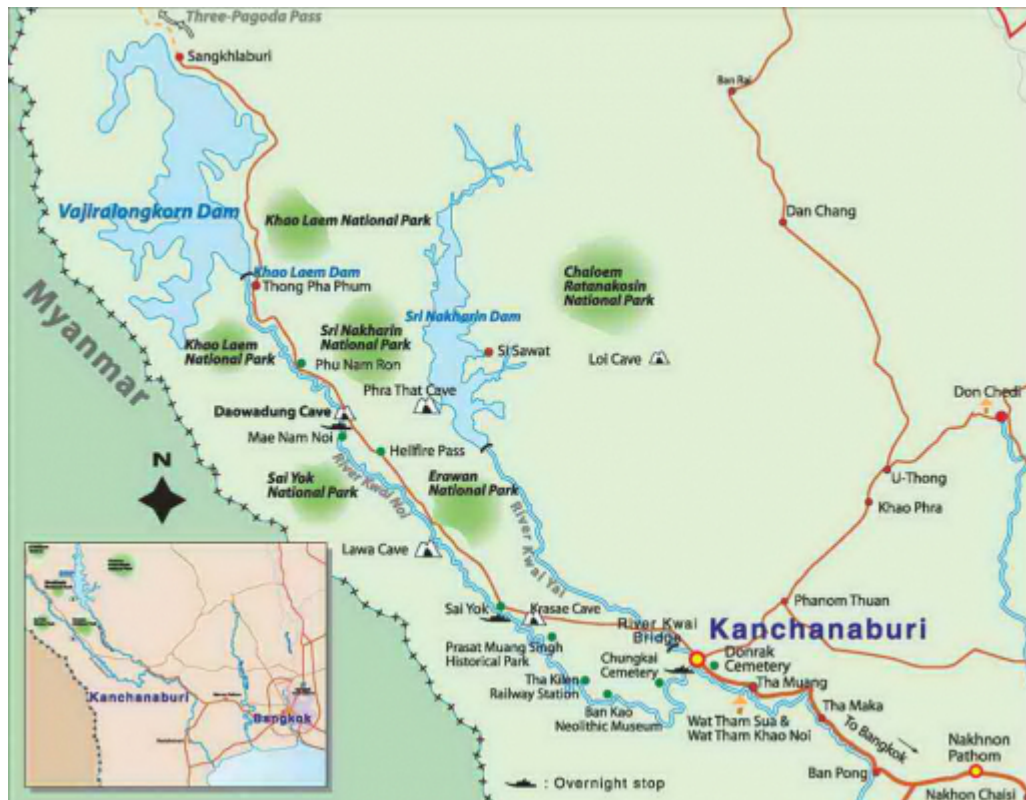 Three-Pagoda Pass
Sangkhlaburi
Ban Rai
Vajiralongkorn Dam
Khao Laem National Park
Dan Chang
Khao Laem Dam
Thong Pha Phum
Chaloem
Ratanakosin
National Park
Myanmar
Khao Laem
National Park
Sri Nakharin
National Park
Sri Nakharin Dam
Phu Nam Ron
Si Sawat
Loi Cave
Phra That Cave
Don Chedi
Daowadung Cave
Mae Nam Noi
Hellfire Pass
N
River Kwai Noi
Sai Yok
National Park
Erawan
National Park
U-Thong
Khao Phra
River Kwai Yai
Lawa Cave
Sai Yok
Krasae Cave
Phanom Thuan
River Kwai
Bridge
Kanchanaburi
Prasat Muang Singh
Historical Park
Chungkai
Cemetery
Donrak
Cemetery
Tha Kilen
Railway Station
Tha Muang
Ban Kao
Neolithic Museum
Wat Tham Sua &
Wat Tham Khao Noi
Tha Maka
To Bangkok
Nakhnon
Pathom
Ban Pong
Nakhon Chaisi
: Overnight stop
Kanchanaburi
Bangkok